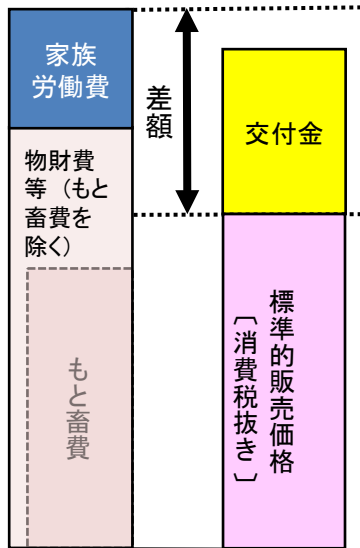 家族
労働費
物財費
等（もと
畜費を
除く）
もと畜費
差額
交付金
標準的販売価格
〔消費税抜き〕